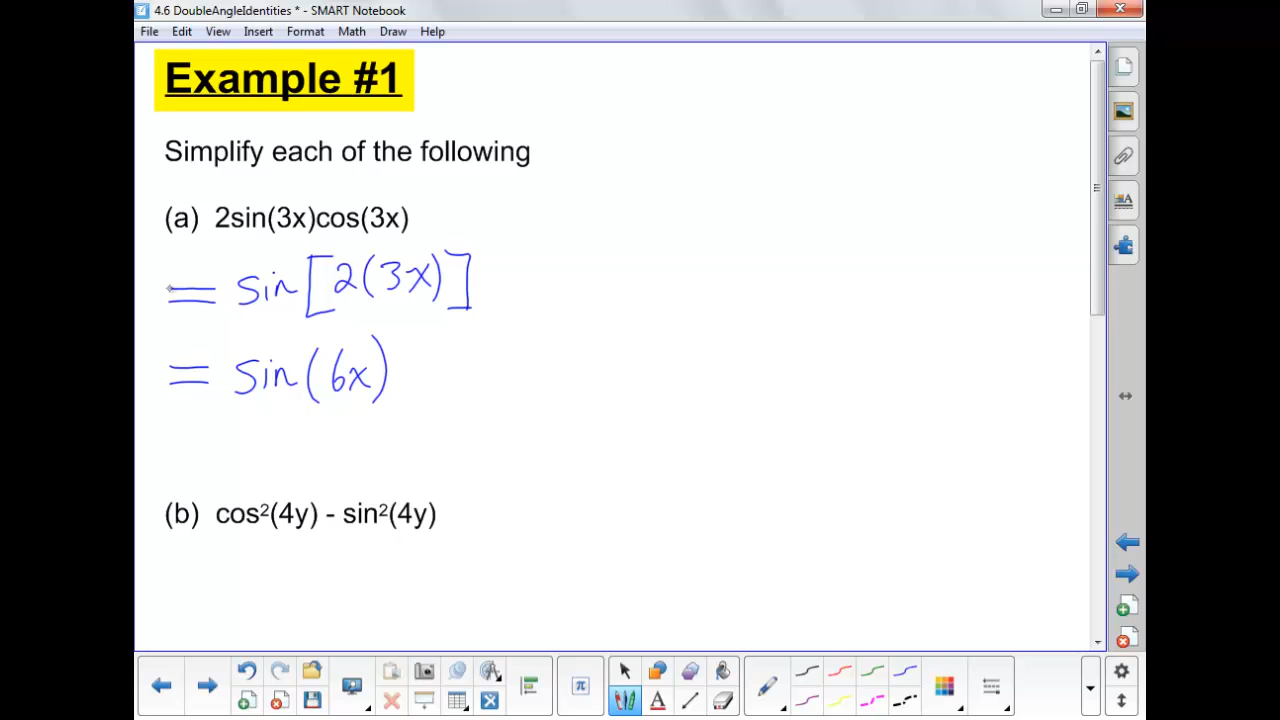 4.6 DoubleAngleIdentities * - SMART Notebook
File Edit View Insert Format Math Draw Help
Example #1
Simplify each of the following
(a) 2sin(3x)cos(3x)
= sin[2(3x)]
= sin(6x)
(b) cos²(4y) - sin²(4y)